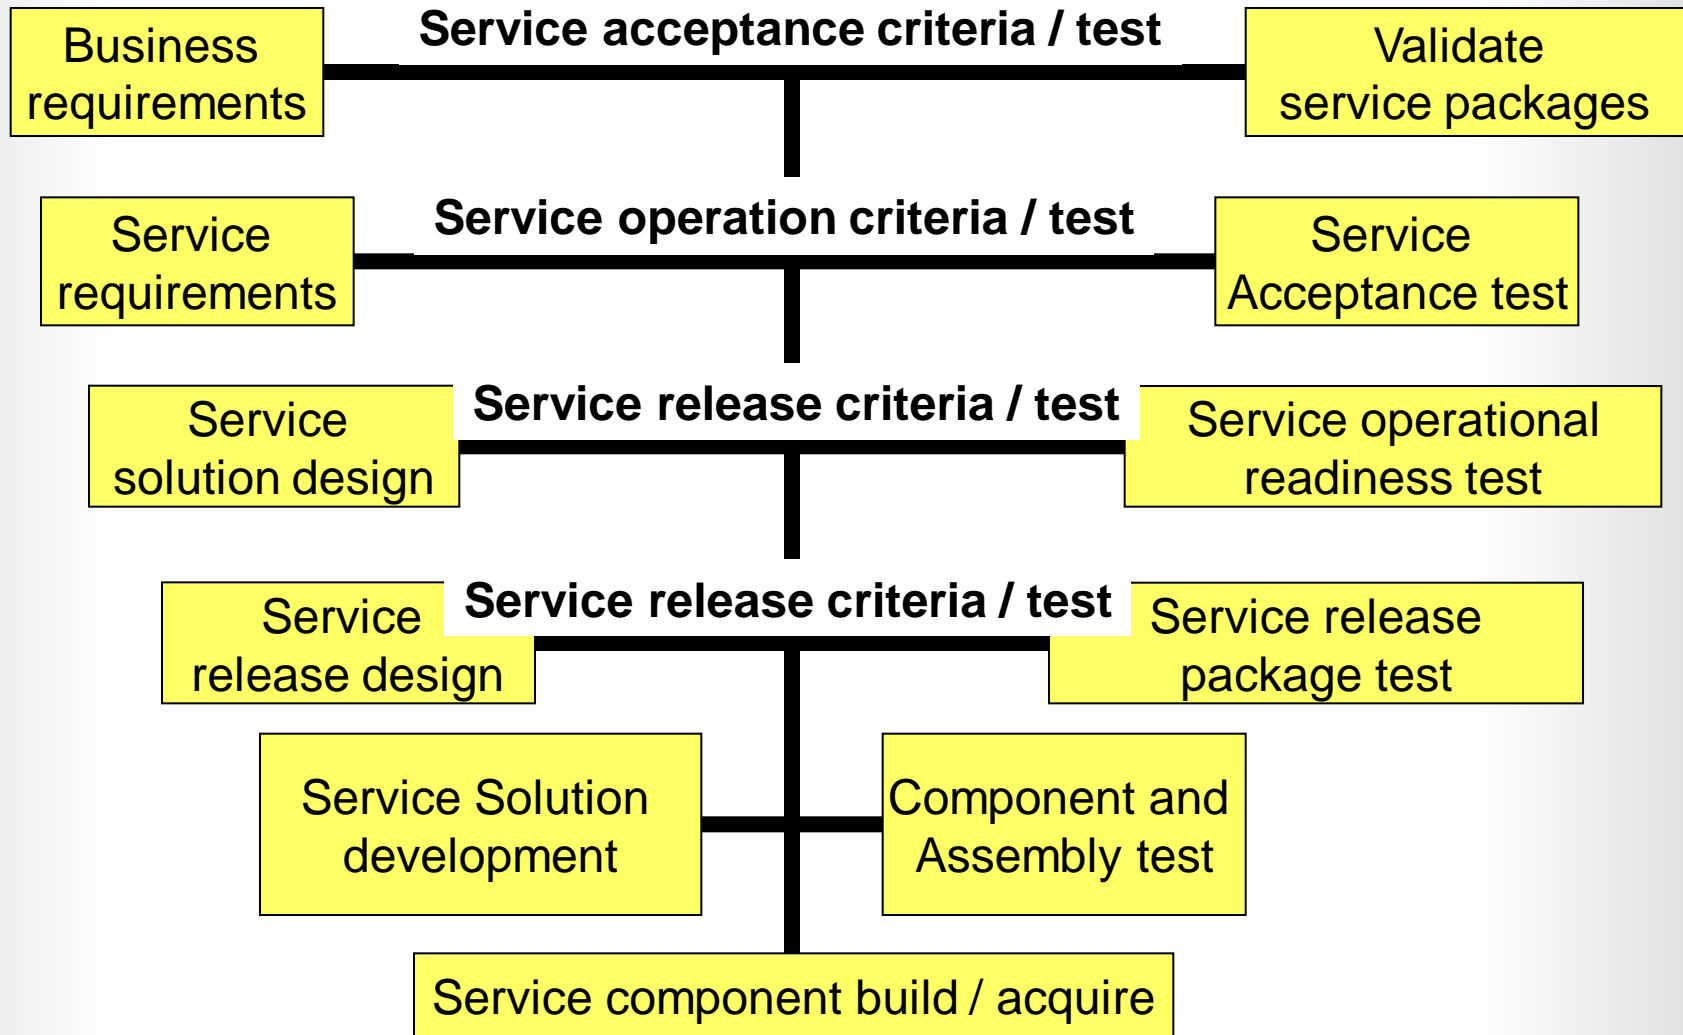 Business
requirements
Service acceptance criteria / test
Validate
service packages
Service
requirements
Service operation criteria / test
Service
Acceptance test
Service
solution design
Service release criteria / test
Service operational
readiness test
Service
release design
Service release criteria / test
Service release
package test
Service Solution
development
Component and
Assembly test
Service component build / acquire